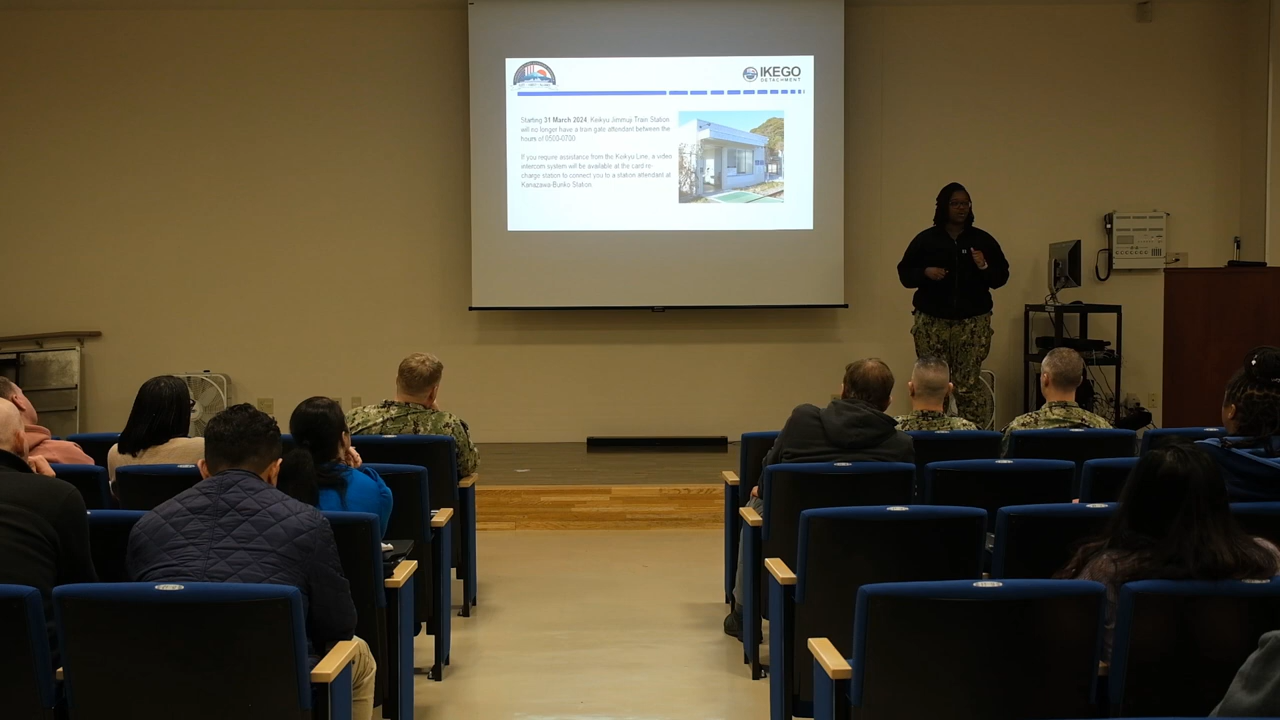 IKEGO
DETACHMENT
Starting 31 March 2024, Keikyu Jimmuji Train Station
will no longer have a train gate attendant between the
hours of 0500-0700
If you require assistance from the Keikyu Line, a video
intercom system will be available at the card re-
charge station to connect you to a station attendant at
Kanazawa-Bunko Station.